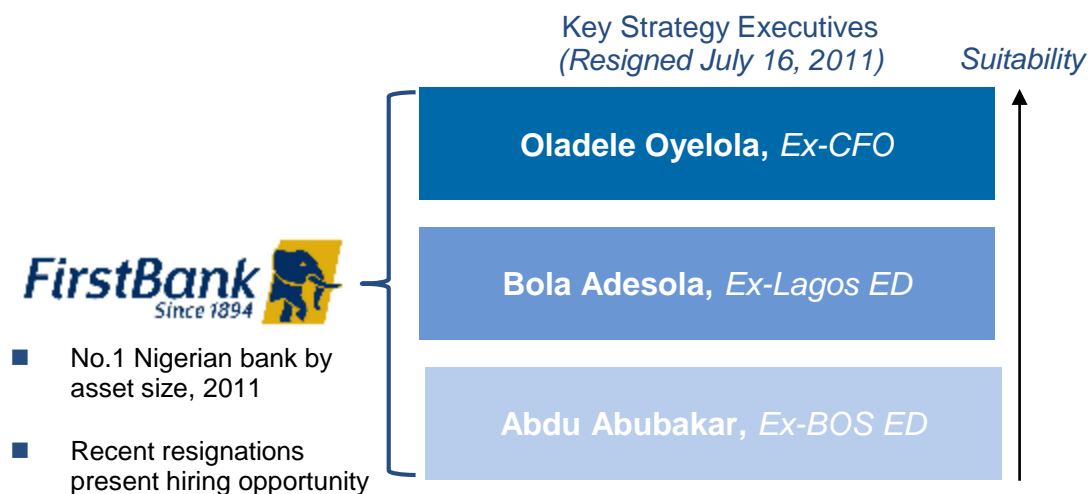 Key Strategy Executives
(Resigned July 16, 2011)
Suitability
Oladele Oyelola, Ex-CFO
FirstBank
Since 1894
Bola Adesola, Ex-Lagos ED
No.1 Nigerian bank by
asset size, 2011
Abdu Abubakar, Ex-BOS ED
Recent resignations
present hiring opportunity